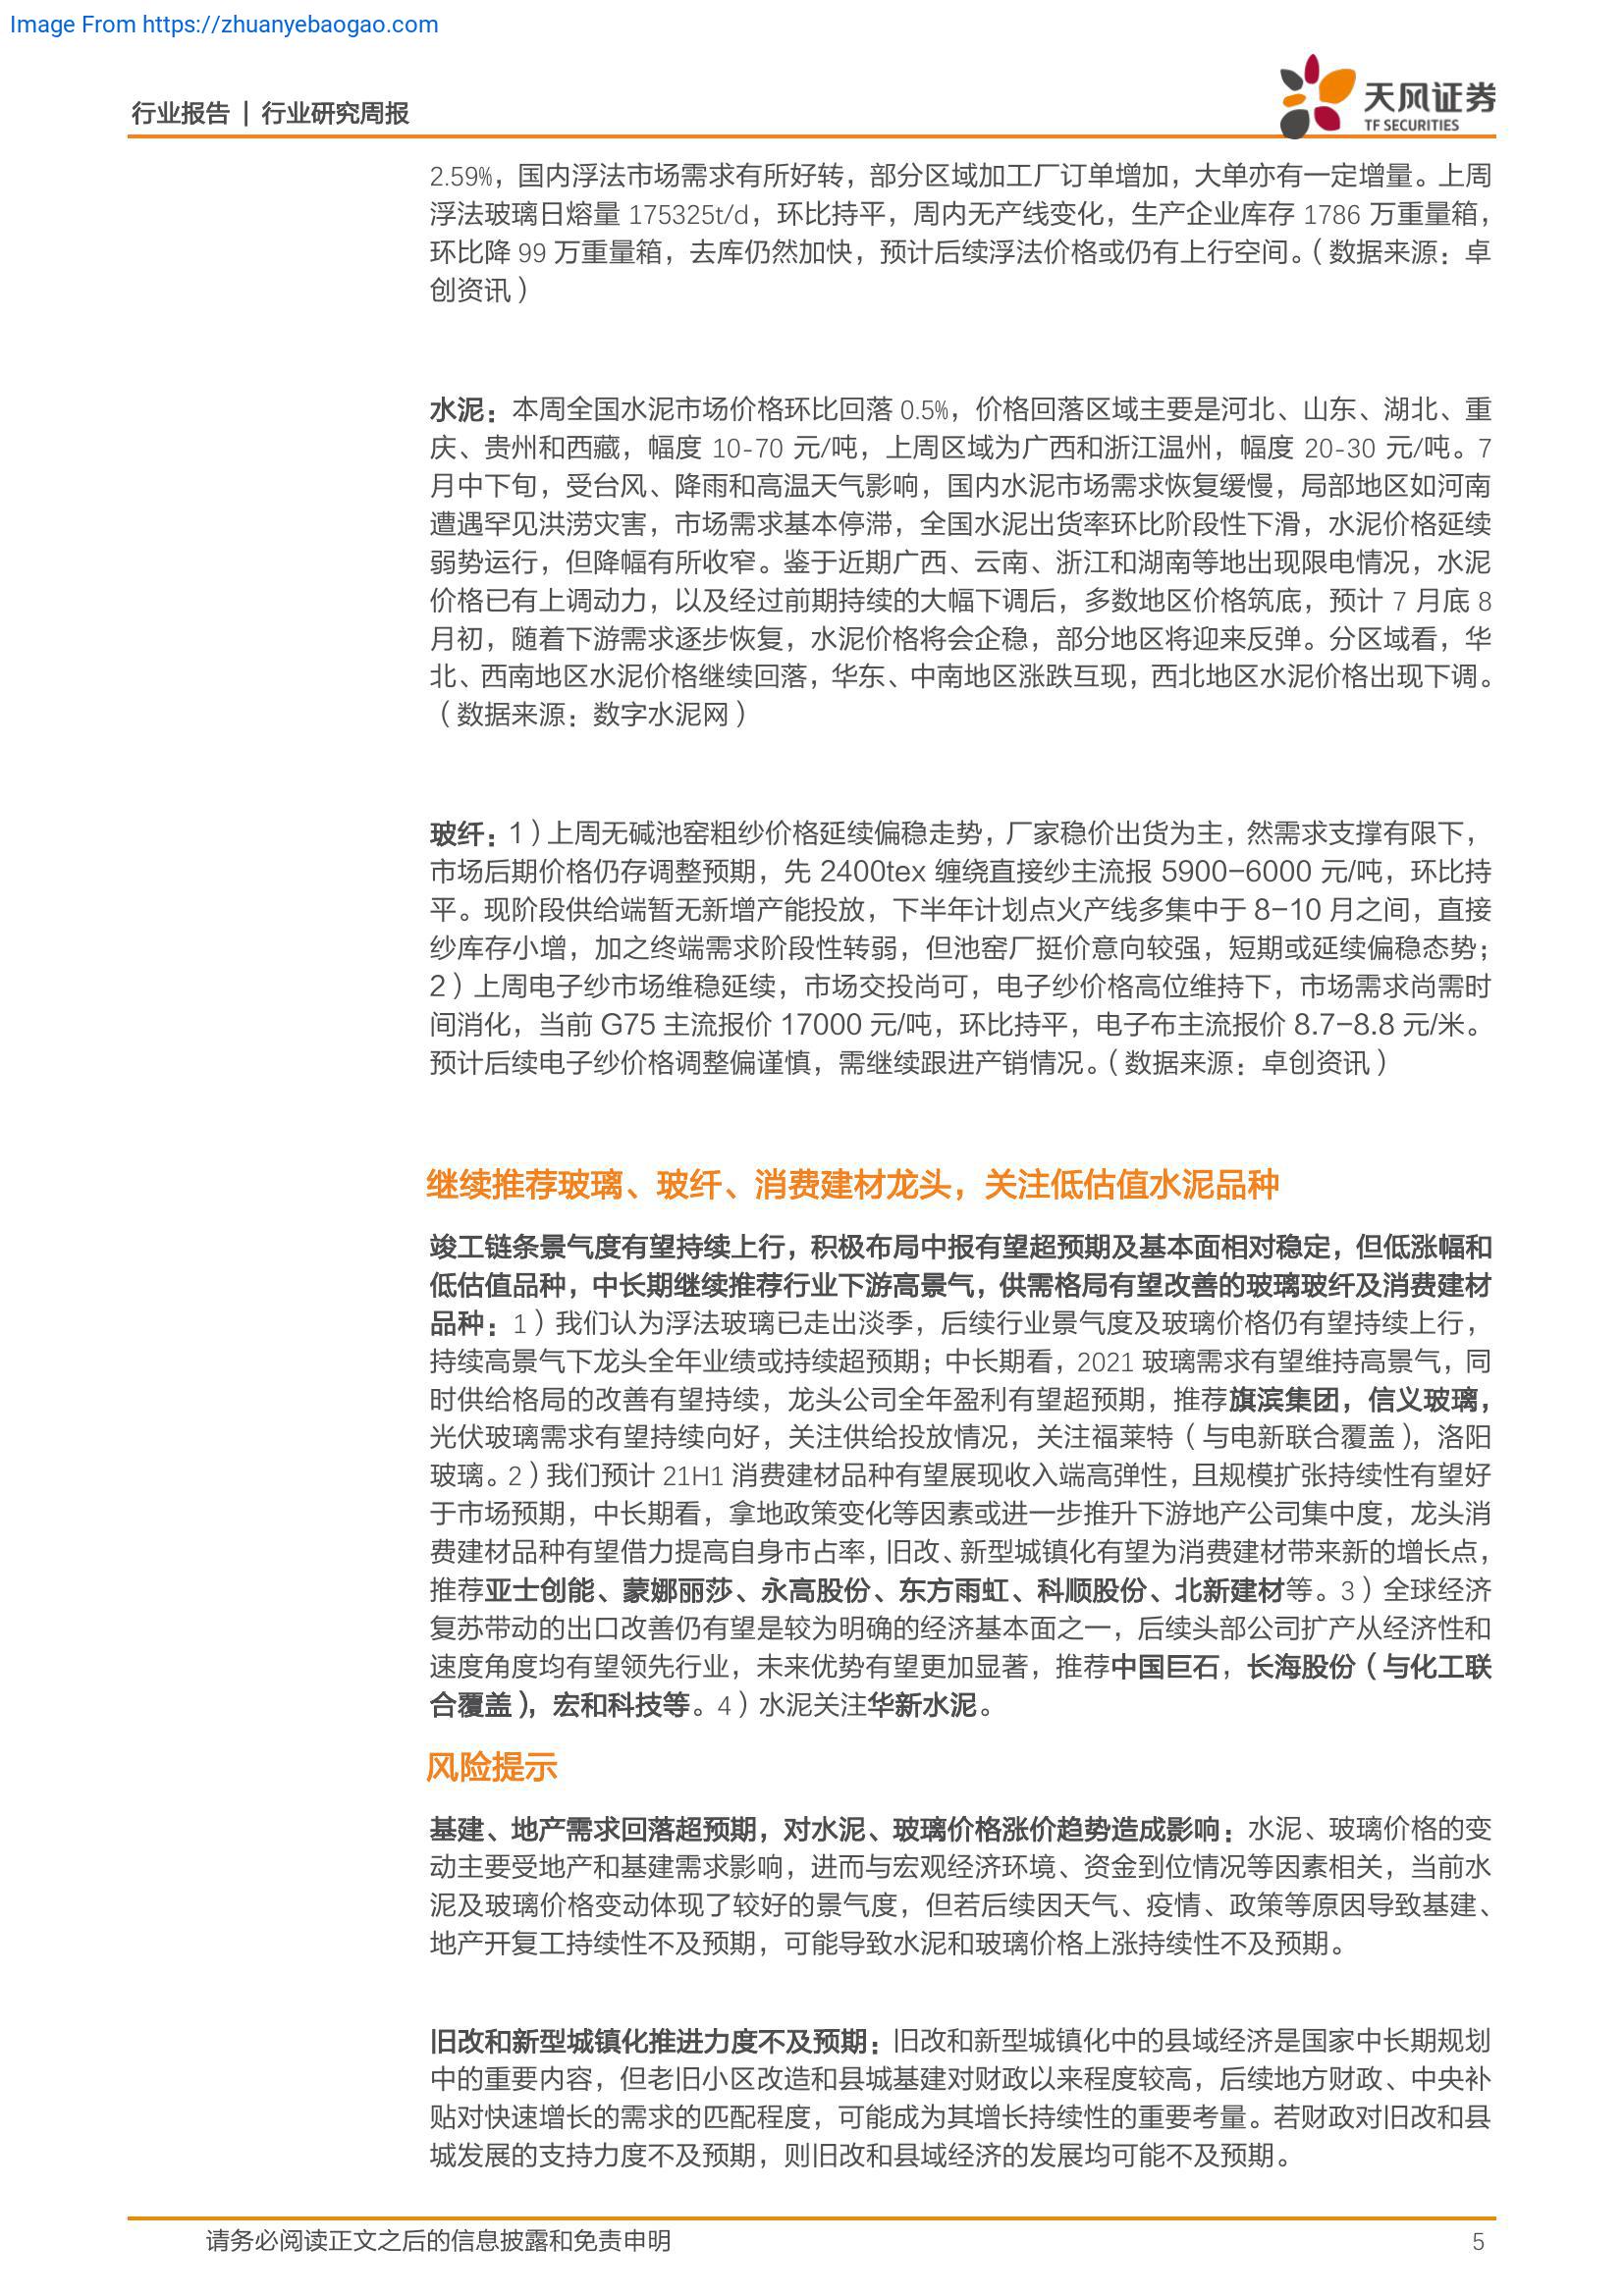 Image From https://zhuanyebaogao.com
行业报告 | 行业研究周报
天风证券
TF SECURITIES
2.59%，国内浮法市场需求有所好转，部分区域加工厂订单增加，大单亦有一定增量。上周
浮法玻璃日熔量 175325t/d，环比持平，周内无产线变化，生产企业库存 1786 万重量箱，
环比降 99 万重量箱，去库仍然加快，预计后续浮法价格或仍有上行空间。（数据来源：卓
创资讯）
水泥：本周全国水泥市场价格环比回落 0.5%，价格回落区域主要是河北、山东、湖北、重
庆、贵州和西藏，幅度 10-70 元/吨，上周区域为广西和浙江温州，幅度 20-30 元/吨。7
月中下旬，受台风、降雨和高温天气影响，国内水泥市场需求恢复缓慢，局部地区如河南
遭遇罕见洪涝灾害，市场需求基本停滞，全国水泥出货率环比阶段性下滑，水泥价格延续
弱势运行，但降幅有所收窄。鉴于近期广西、云南、浙江和湖南等地出现限电情况，水泥
价格已有上调动力，以及经过前期持续的大幅下调后，多数地区价格筑底，预计 7 月底 8
月初，随着下游需求逐步恢复，水泥价格将会企稳，部分地区将迎来反弹。分区域看，华
北、西南地区水泥价格继续回落，华东、中南地区涨跌互现，西北地区水泥价格出现下调。
（数据来源：数字水泥网）
玻纤：1）上周无碱池窑粗纱价格延续偏稳走势，厂家稳价出货为主，然需求支撑有限下，
市场后期价格仍存调整预期，先 2400tex 缠绕直接纱主流报 5900-6000 元/吨，环比持
平。现阶段供给端暂无新增产能投放，下半年计划点火产线多集中于 8-10 月之间，直接
纱库存小增，加之终端需求阶段性转弱，但池窑厂挺价意向较强，短期或延续偏稳态势；
2）上周电子纱市场维稳延续，市场交投尚可，电子纱价格高位维持下，市场需求尚需时
间消化，当前 G75 主流报价 17000 元/吨，环比持平，电子布主流报价 8.7-8.8 元/米。
预计后续电子纱价格调整偏谨慎，需继续跟进产销情况。（数据来源：卓创资讯）
继续推荐玻璃、玻纤、消费建材龙头，关注低估值水泥品种
竣工链条景气度有望持续上行，积极布局中报有望超预期及基本面相对稳定，但低涨幅和
低估值品种，中长期继续推荐行业下游高景气，供需格局有望改善的玻璃玻纤及消费建材
品种：1）我们认为浮法玻璃已走出淡季，后续行业景气度及玻璃价格仍有望持续上行，
持续高景气下龙头全年业绩或持续超预期；中长期看，2021 玻璃需求有望维持高景气，同
时供给格局的改善有望持续，龙头公司全年盈利有望超预期，推荐旗滨集团，信义玻璃，
光伏玻璃需求有望持续向好，关注供给投放情况，关注福莱特（与电新联合覆盖），洛阳
玻璃。2）我们预计 21H1 消费建材品种有望展现收入端高弹性，且规模扩张持续性有望好
于市场预期，中长期看，拿地政策变化等因素或进一步推升下游地产公司集中度，龙头消
费建材品种有望借力提高自身市占率，旧改、新型城镇化有望为消费建材带来新的增长点，
推荐亚士创能、蒙娜丽莎、永高股份、东方雨虹、科顺股份、北新建材等。3）全球经济
复苏带动的出口改善仍有望是较为明确的经济基本面之一，后续头部公司扩产从经济性和
速度角度均有望领先行业，未来优势有望更加显著，推荐中国巨石，长海股份（与化工联
合覆盖），宏和科技等。4）水泥关注华新水泥。
风险提示
基建、地产需求回落超预期，对水泥、玻璃价格涨价趋势造成影响：水泥、玻璃价格的变
动主要受地产和基建需求影响，进而与宏观经济环境、资金到位情况等因素相关，当前水
泥及玻璃价格变动体现了较好的景气度，但若后续因天气、疫情、政策等原因导致基建、
地产开复工持续性不及预期，可能导致水泥和玻璃价格上涨持续性不及预期。
旧改和新型城镇化推进力度不及预期：旧改和新型城镇化中的县域经济是国家中长期规划
中的重要内容，但老旧小区改造和县城基建对财政以来程度较高，后续地方财政、中央补
贴对快速增长的需求的匹配程度，可能成为其增长持续性的重要考量。若财政对旧改和县
城发展的支持力度不及预期，则旧改和县域经济的发展均可能不及预期。
请务必阅读正文之后的信息披露和免责申明
5